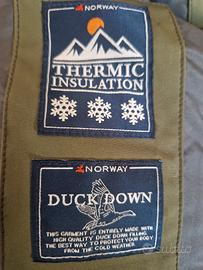 NORWAY
THERMIC
INSULATION
NORWAY
DUCK DOWN
THIS GARMENT IS ENTIRELY MADE WITH
HIGH QUALITY DUCK DOWN FILLING
THE BEST WAY TO PROTECT YOUR BODY
FROM THE COLD WEATHER